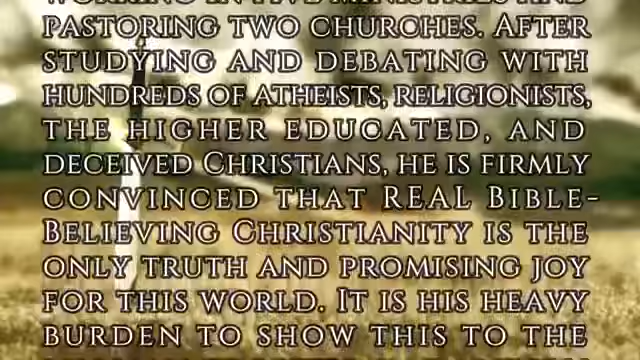 WORKING IN FIVE MINISTRIES AND
PASTORING TWO CHURCHES. AFTER
STUDYING AND DEBATING WITH
HUNDREDS OF ATHEISTS, RELIGIONISTS,
THE HIGHER EDUCATED, AND
DECEIVED CHRISTIANS, HE IS FIRMLY
CONVINCED THAT REAL BIBLE-
BELIEVING CHRISTIANITY IS THE
ONLY TRUTH AND PROMISING JOY
FOR THIS WORLD. IT IS HIS HEAVY
BURDEN TO SHOW THIS TO THE